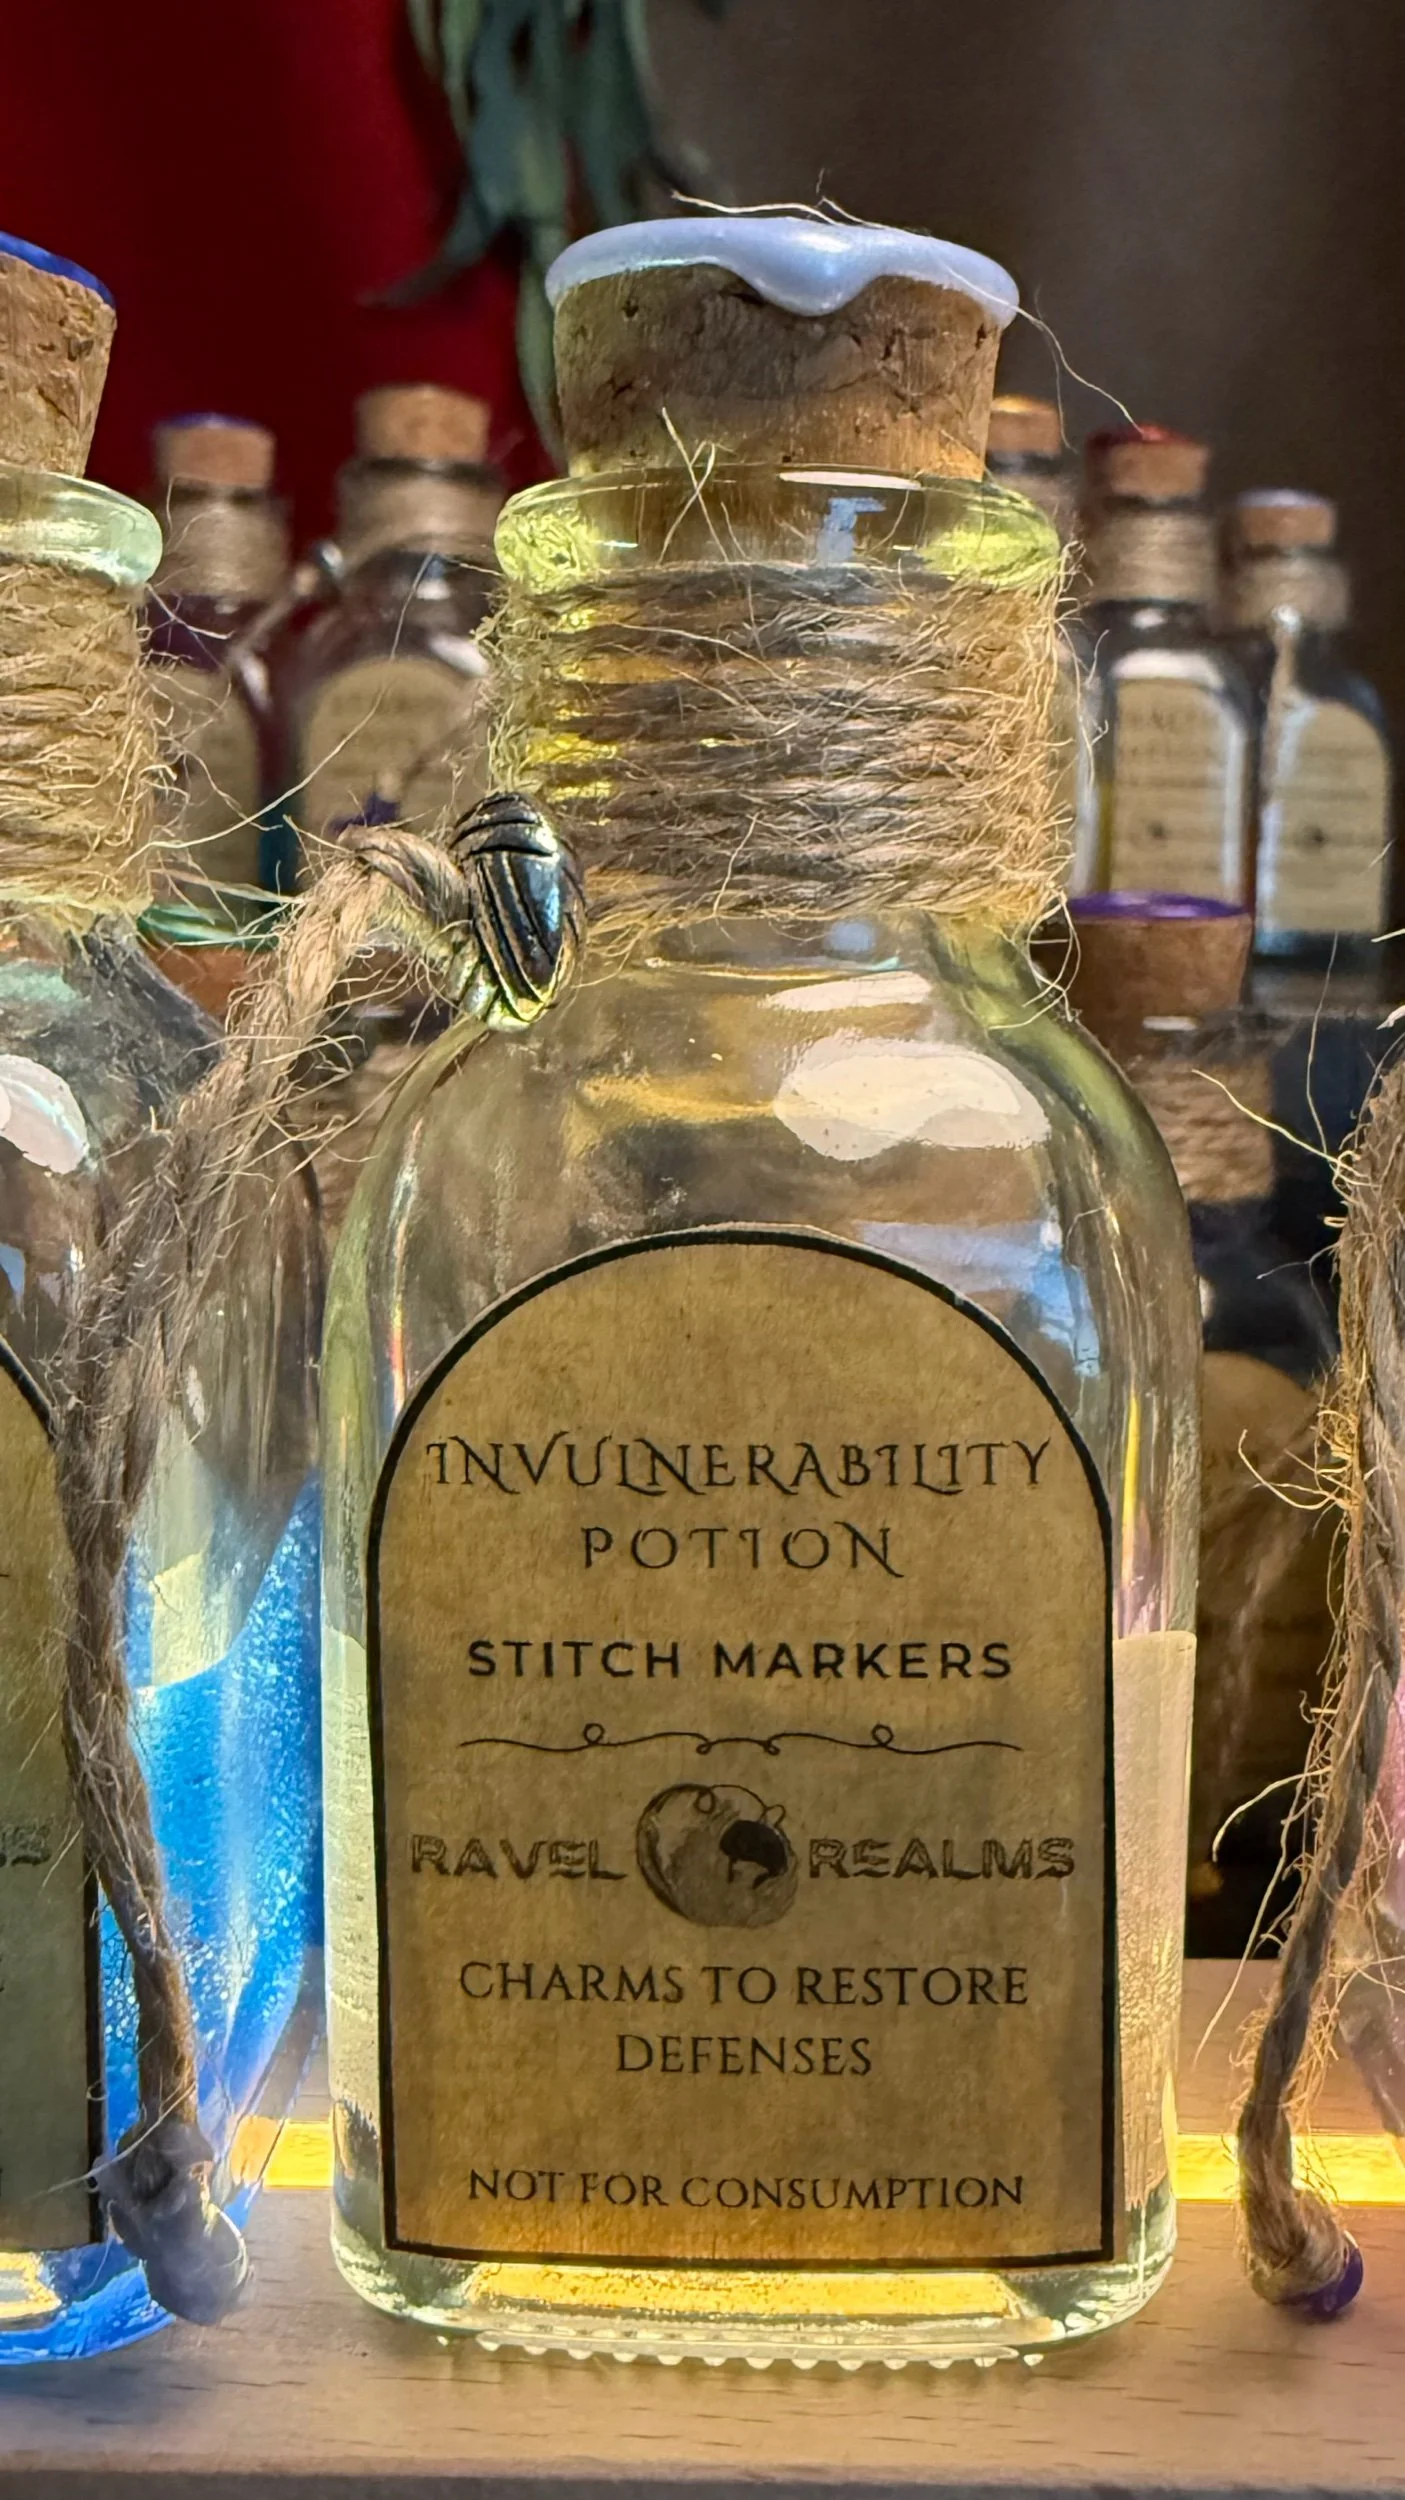 INVULNERABILITY
POTION
STITCH MARKERS
RAVEL REALMS
CHARMS TO RESTORE
DEFENSES
NOT FOR CONSUMPTION